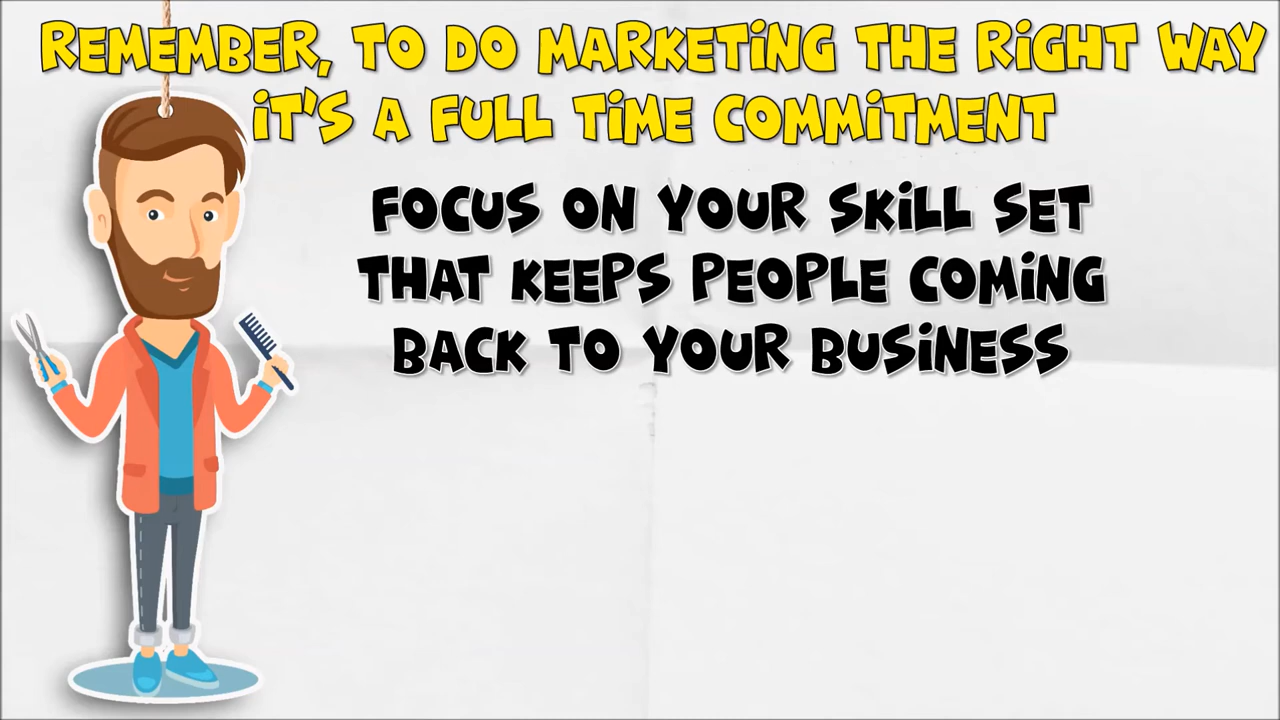 REMEMBER, TO DO MARKETING THE RIGHT WAY
IT'S A FULL TIME COMMITMENT
FOCUS ON YOUR SKILL SET
THAT KEEPS PEOPLE COMING
BACK TO YOUR BUSINESS